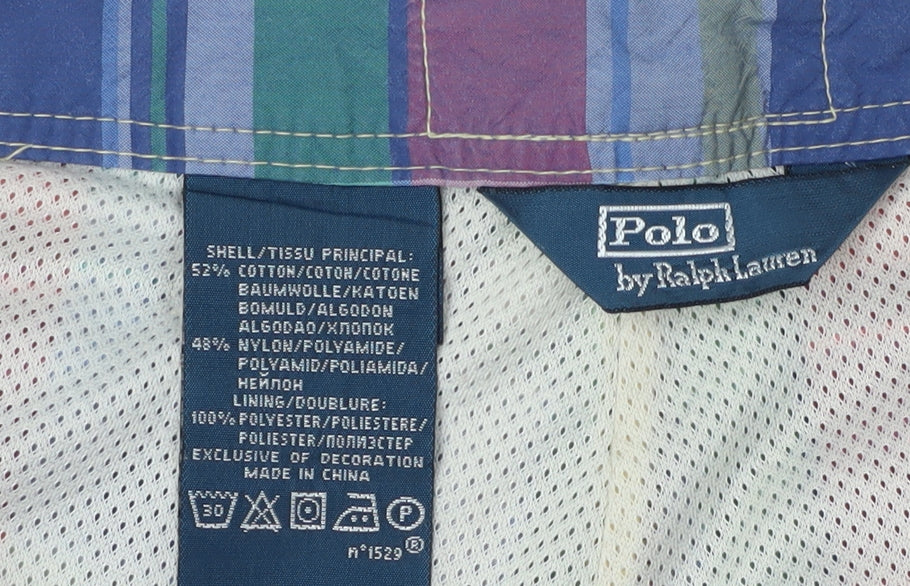 SHELL/TISSU PRINCIPAL:
52% COTTON/COTON/COTONE
BAUMWOLLE/KATOEN
BOMULD/ALGODON
ALGODAO/ХЛОПОК
48% NYLON/POLYAMIDE/
POLYAMID/POLIAMIDA/
НЕЙЛОН
LINING/DOUBLURE:
100% POLYESTER/POLIESTERE/
POLIESTER/ПОЛИЭСТЕР
EXCLUSIVE OF DECORATION
MADE IN CHINA
30 P
n°1529 ®
Polo
by Ralph Lauren